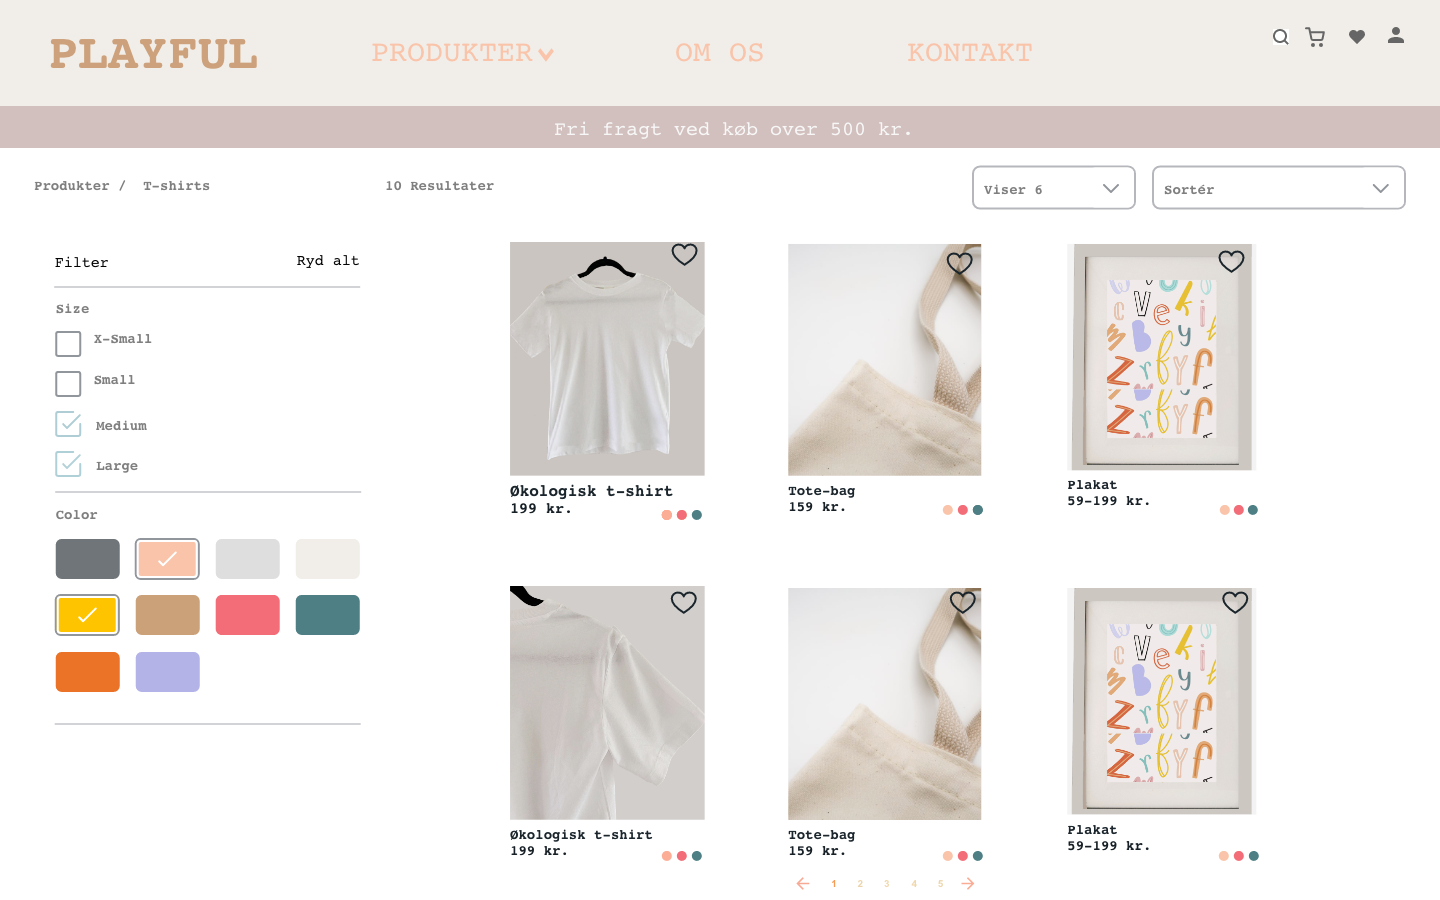 PLAYFUL
PRODUKTER
OM OS
KONTAKT
Fri fragt ved køb over 500 kr.
Produkter / T-shirts
10 Resultater
Viser 6
Sortér
Filter
Ryd alt
Size
X-Small
Small
Medium
Large
Color
Økologisk t-shirt
199 kr.
Tote-bag
159 kr.
Plakat
59-199 kr.
Økologisk t-shirt
199 kr.
Tote-bag
159 kr.
Plakat
59-199 kr.
1 2 3 4 5